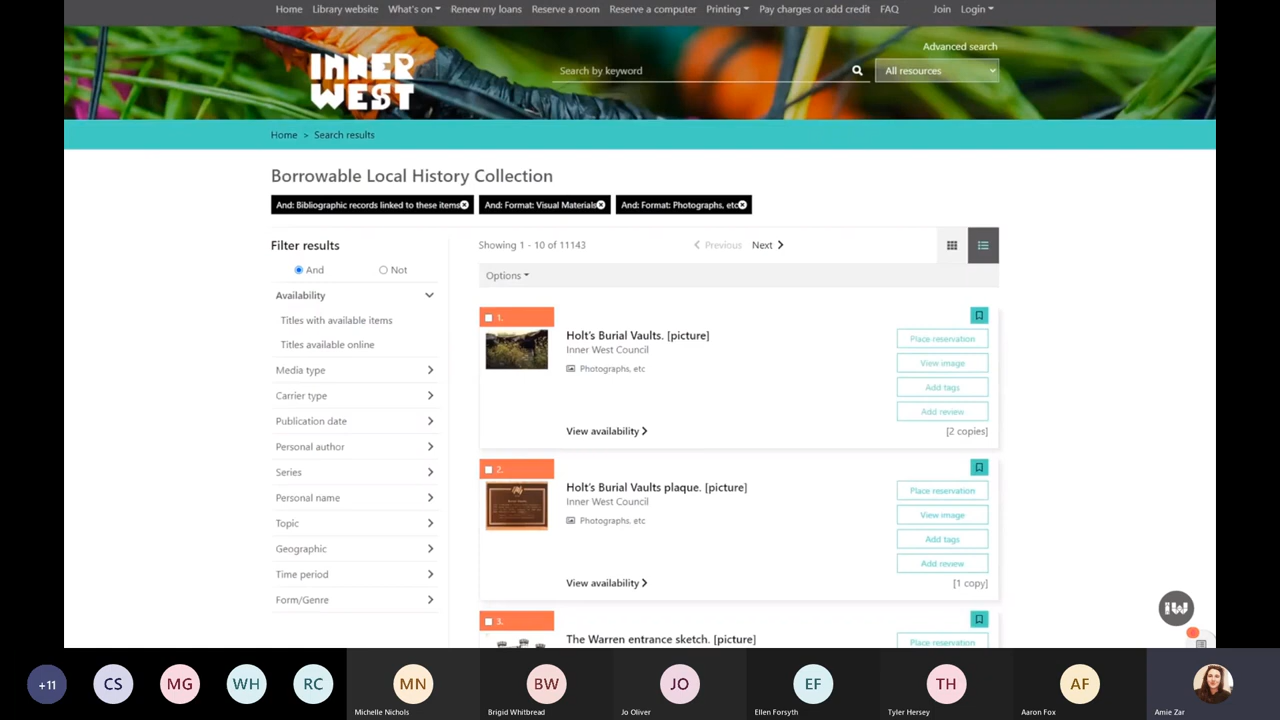 Home Library website What's on Renew my loans Reserve a room Reserve a computer Printing Pay charges or add credit FAQ Join Login
Advanced search
INNER WEST
Search by keyword All resources
Home > Search results
Borrowable Local History Collection
And: Bibliographic records linked to these items And: Format: Visual Materials And: Format: Photographs, etc
Filter results
And Not
Availability
Titles with available items
Titles available online
Media type
Carrier type
Publication date
Personal author
Series
Personal name
Topic
Geographic
Time period
Form/Genre
Showing 1 - 10 of 11143 Previous Next
Options
1.
Holt's Burial Vaults. [picture]
Inner West Council
Photographs, etc
View availability
Place reservation
View image
Add tags
Add review
[2 copies]
2.
Holt's Burial Vaults plaque. [picture]
Inner West Council
Photographs, etc
View availability
Place reservation
View image
Add tags
Add review
[1 copy]
3.
The Warren entrance sketch. [picture]
Place reservation
IW
+11 CS MG WH RC MN BW JO EF TH AF
Michelle Nichols Brigid Whitbread Jo Oliver Ellen Forsyth Tyler Hersey Aaron Fox Amie Zar